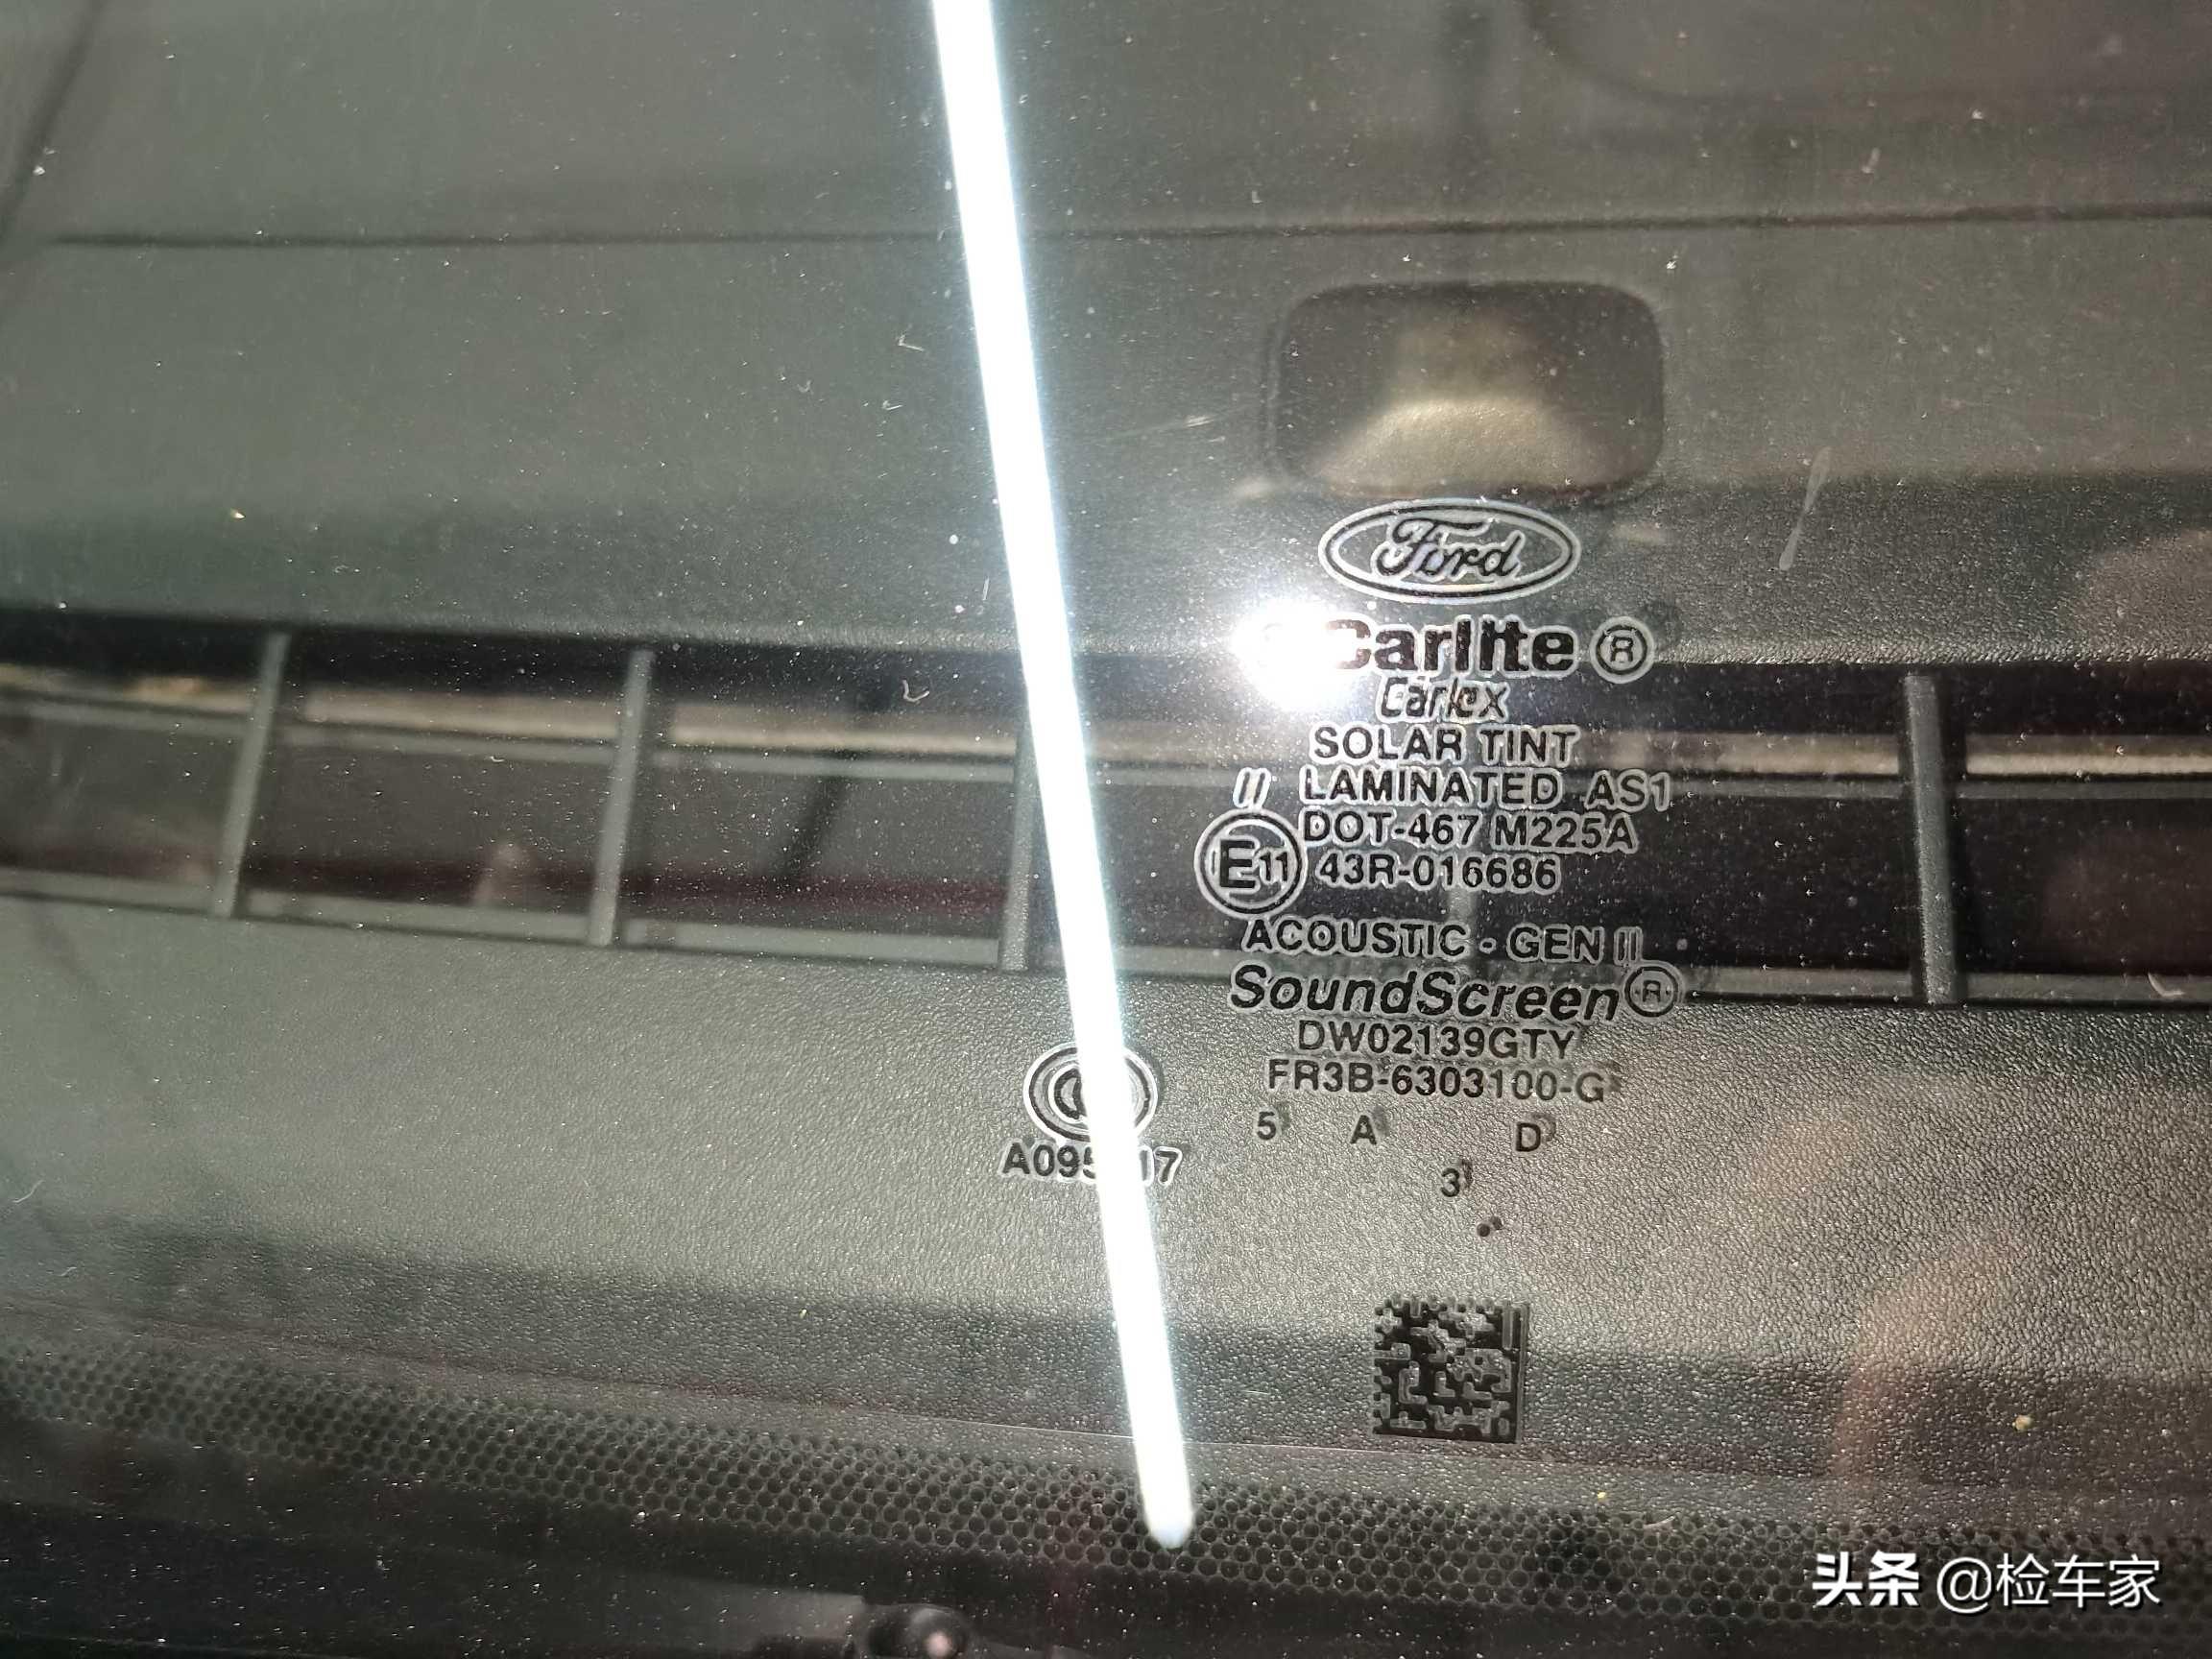 Ford
Carlite ®
Carlex
SOLAR TINT
// LAMINATED AS1
DOT-467 M225A
E11 43R-016686
ACOUSTIC - GEN II
SoundScreen®
DW02139GTY
FR3B-6303100-G
5 A D
3
头条 @检车家